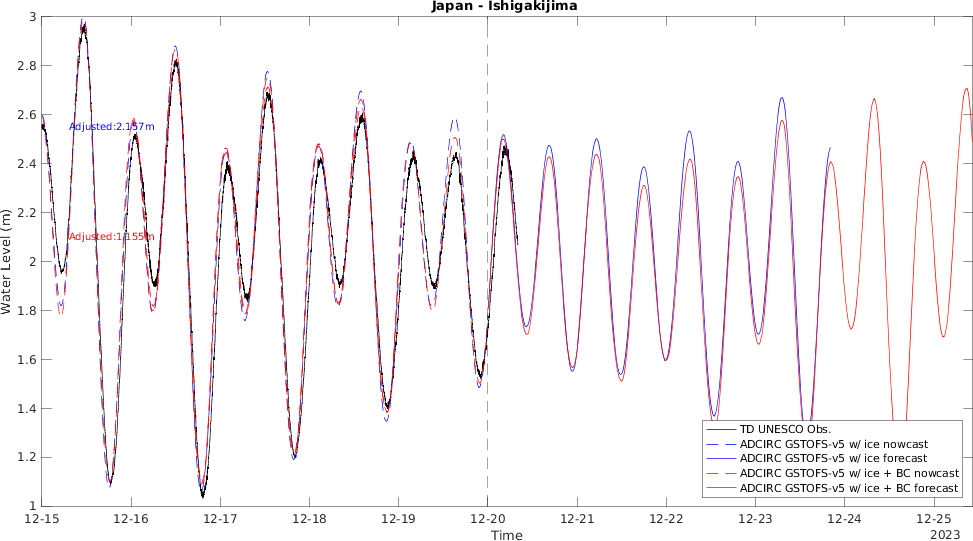 Japan - Ishigakijima
3
2.8
2.6
2.4
2.2
2
1.8
1.6
1.4
1.2
1
Water Level (m)
Adjusted:2.157m
Adjusted:1.155m
TD UNESCO Obs.
ADCIRC GSTOFS-v5 w/ ice nowcast
ADCIRC GSTOFS-v5 w/ ice forecast
ADCIRC GSTOFS-v5 w/ ice + BC nowcast
ADCIRC GSTOFS-v5 w/ ice + BC forecast
12-15 12-16 12-17 12-18 12-19 12-20 12-21 12-22 12-23 12-24 12-25
Time
2023